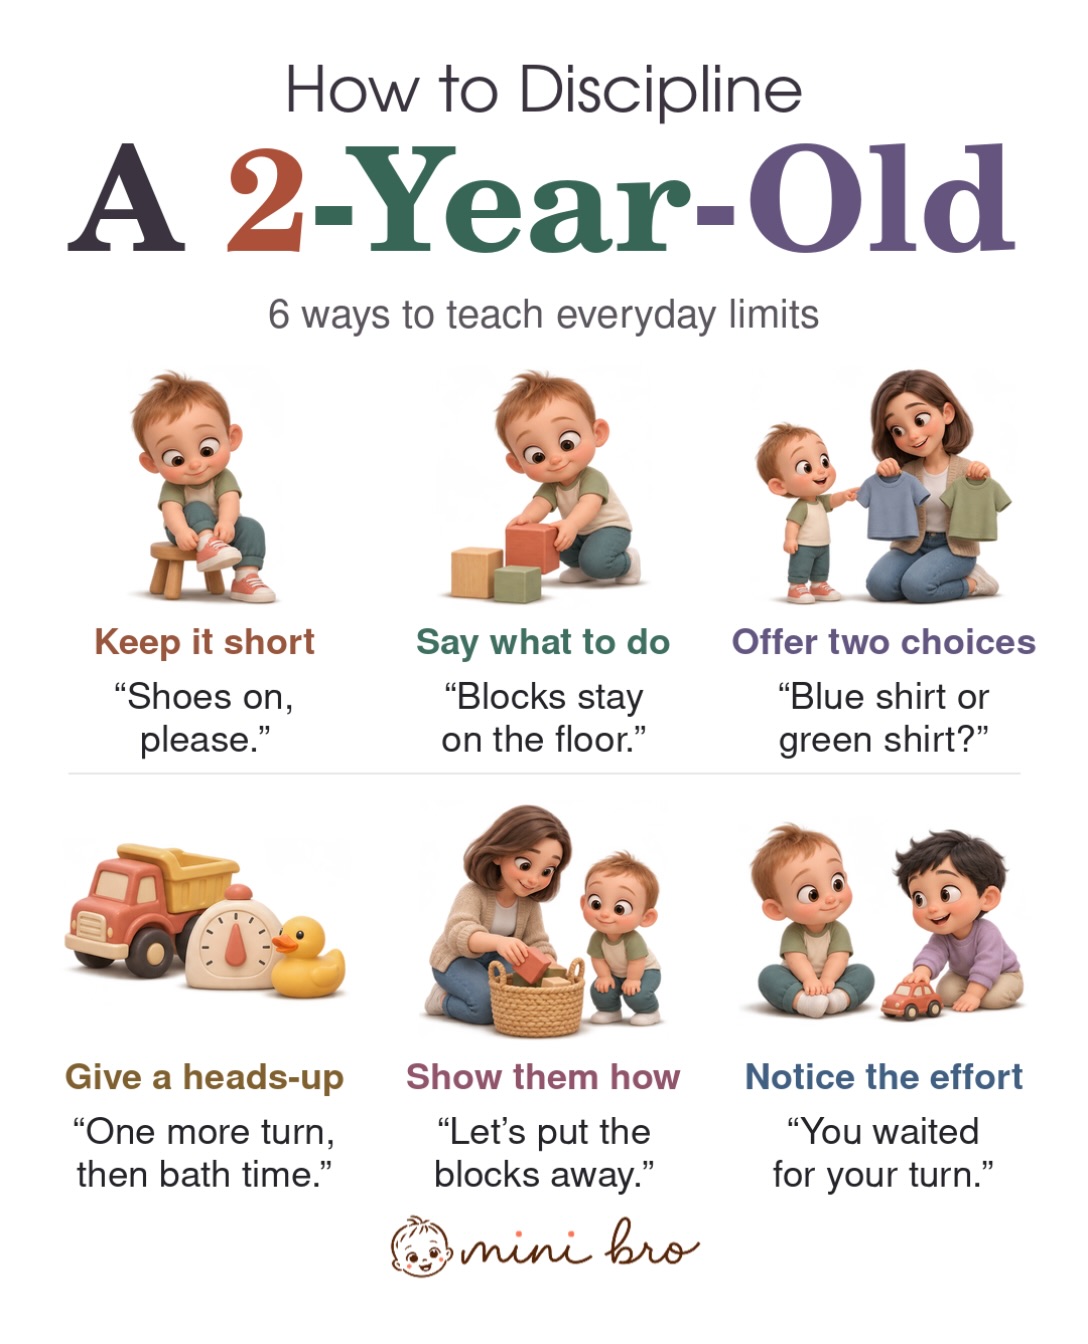 How to Discipline
A 2-Year-Old
6 ways to teach everyday limits
Keep it short
“Shoes on,
please.”
Say what to do
“Blocks stay
on the floor.”
Offer two choices
“Blue shirt or
green shirt?”
Give a heads-up
“One more turn,
then bath time.”
Show them how
“Let’s put the
blocks away.”
Notice the effort
“You waited
for your turn.”
mini bro